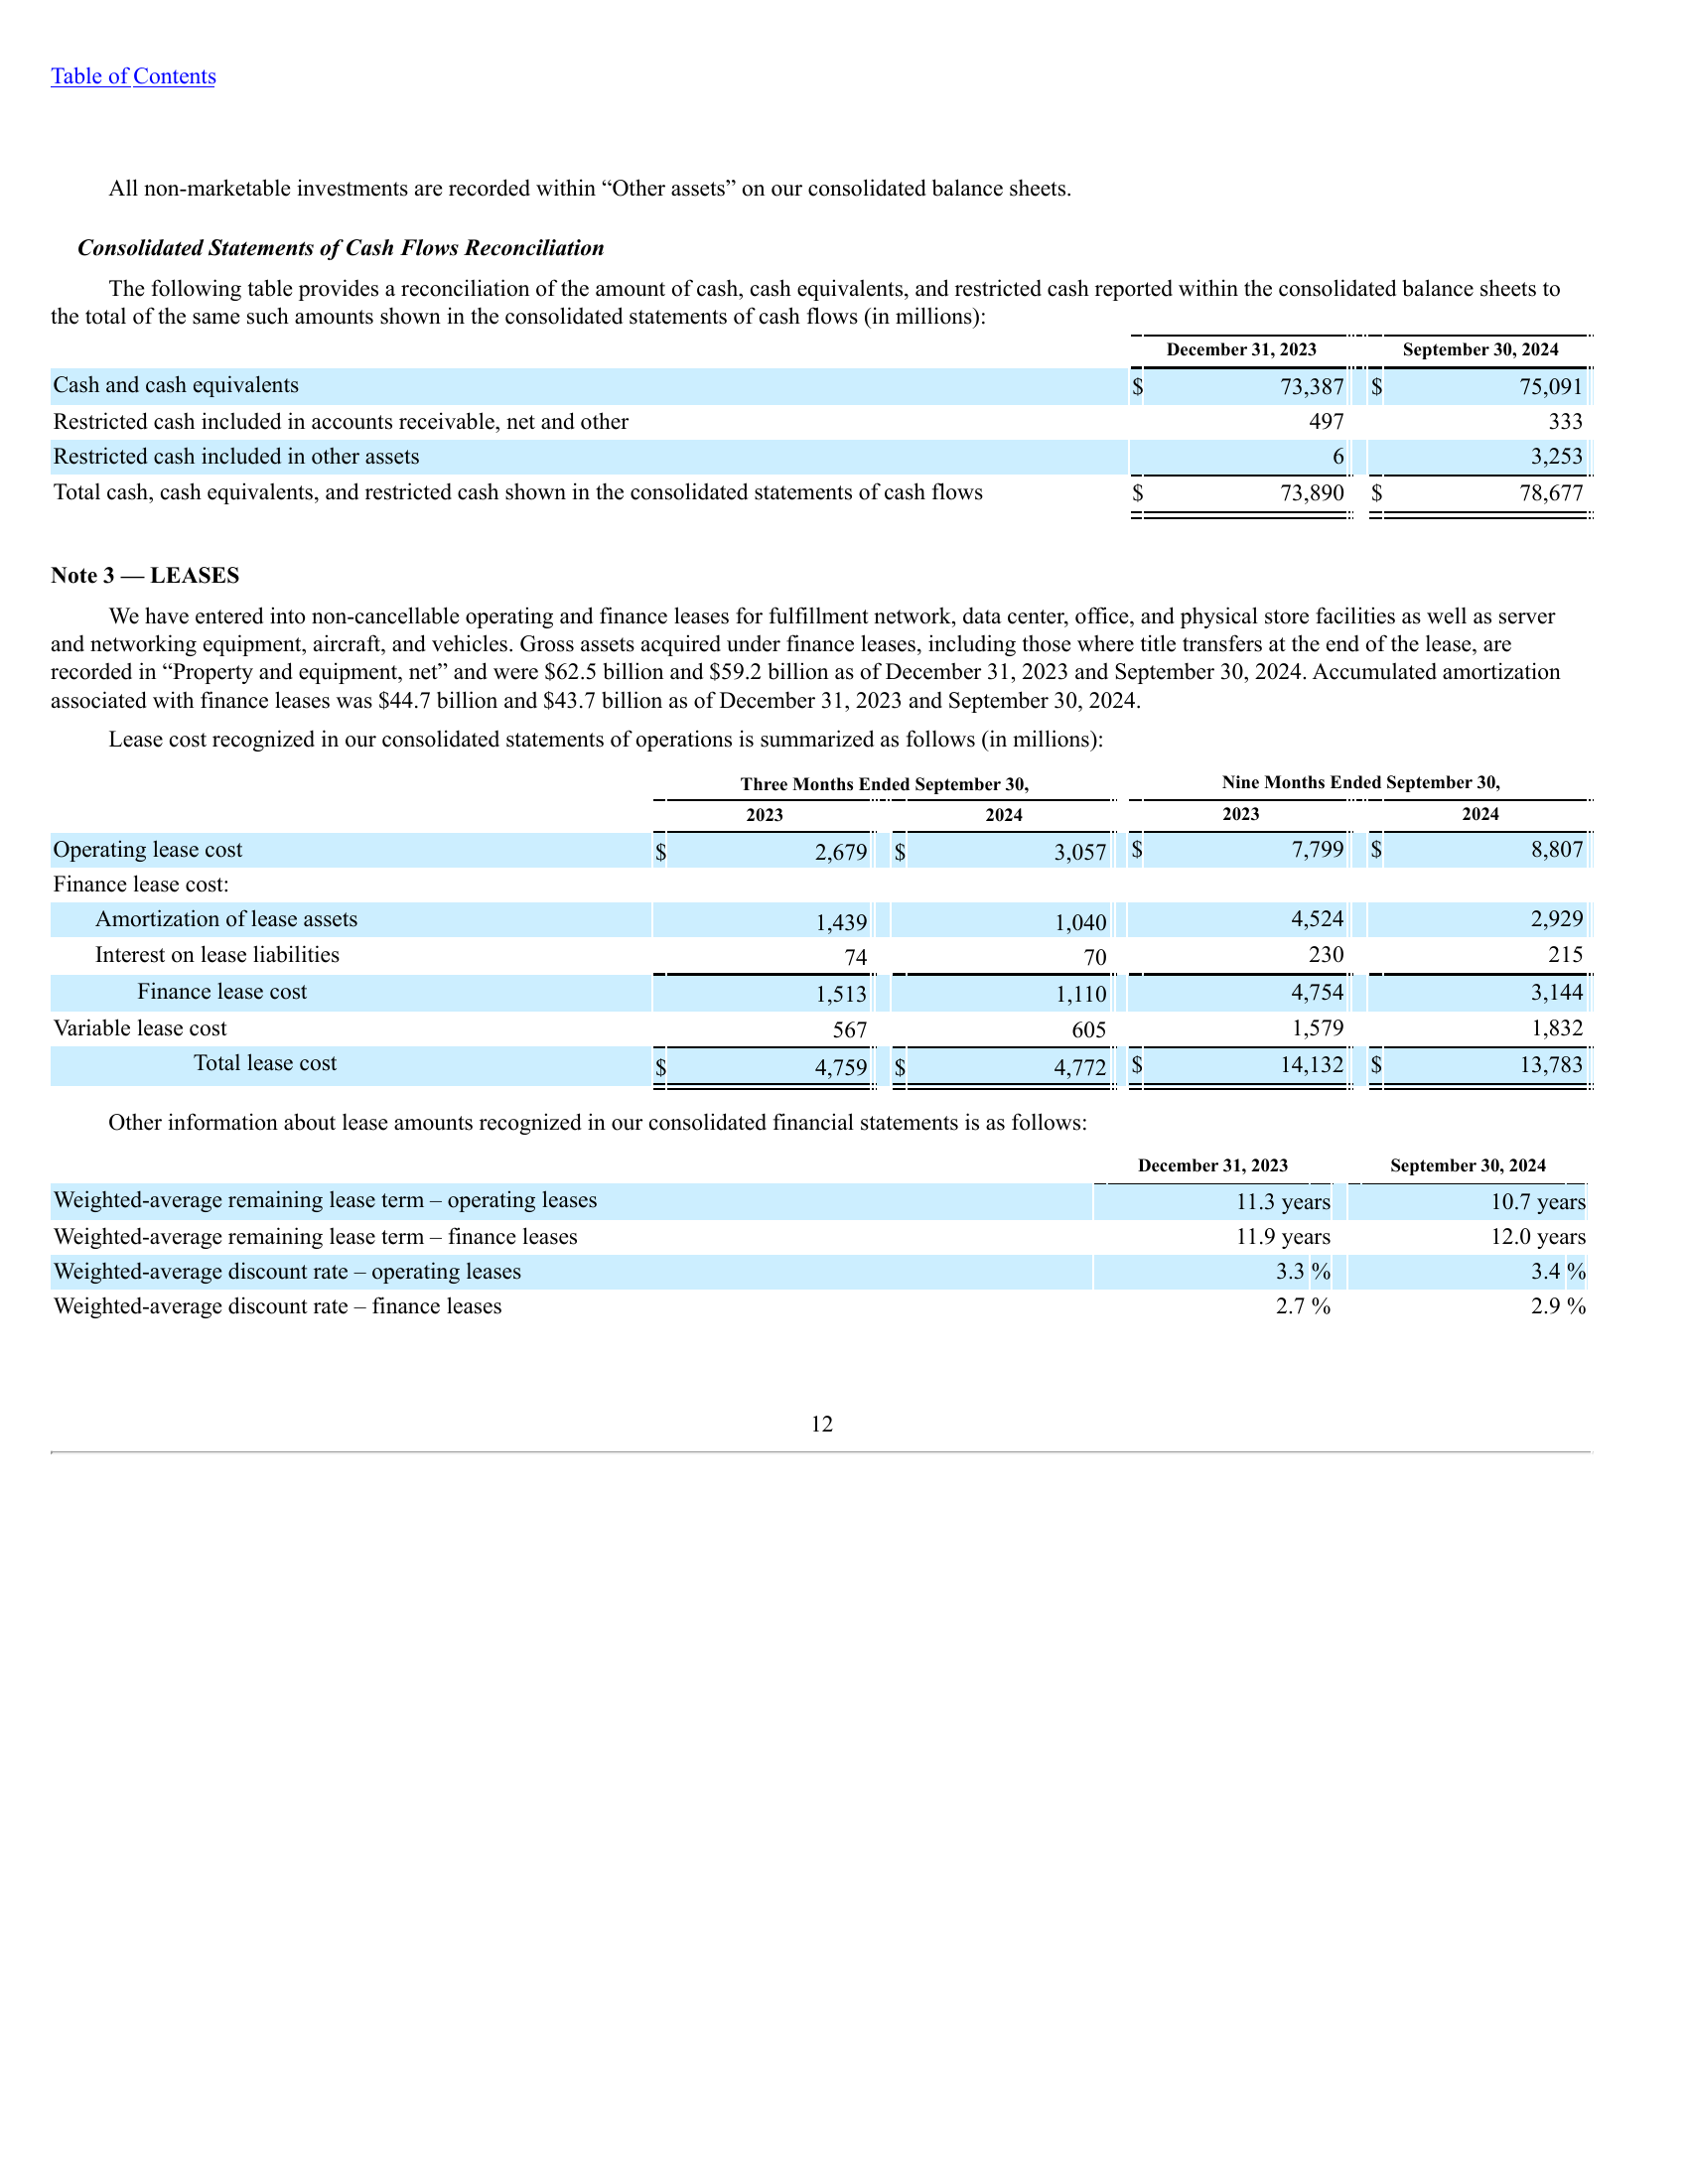 Table of Contents
All non-marketable investments are recorded within “Other assets” on our consolidated balance sheets.
Consolidated Statements of Cash Flows Reconciliation
The following table provides a reconciliation of the amount of cash, cash equivalents, and restricted cash reported within the consolidated balance sheets to
the total of the same such amounts shown in the consolidated statements of cash flows (in millions):
December 31, 2023 September 30, 2024
Cash and cash equivalents $ 73,387 $ 75,091
Restricted cash included in accounts receivable, net and other 497 333
Restricted cash included in other assets 6 3,253
Total cash, cash equivalents, and restricted cash shown in the consolidated statements of cash flows $ 73,890 $ 78,677
Note 3 — LEASES
We have entered into non-cancellable operating and finance leases for fulfillment network, data center, office, and physical store facilities as well as server
and networking equipment, aircraft, and vehicles. Gross assets acquired under finance leases, including those where title transfers at the end of the lease, are
recorded in “Property and equipment, net” and were $62.5 billion and $59.2 billion as of December 31, 2023 and September 30, 2024. Accumulated amortization
associated with finance leases was $44.7 billion and $43.7 billion as of December 31, 2023 and September 30, 2024.
Lease cost recognized in our consolidated statements of operations is summarized as follows (in millions):
Three Months Ended September 30, Nine Months Ended September 30,
2023 2024 2023 2024
Operating lease cost $ 2,679 $ 3,057 $ 7,799 $ 8,807
Finance lease cost:
Amortization of lease assets 1,439 1,040 4,524 2,929
Interest on lease liabilities 74 70 230 215
Finance lease cost 1,513 1,110 4,754 3,144
Variable lease cost 567 605 1,579 1,832
Total lease cost $ 4,759 $ 4,772 $ 14,132 $ 13,783
Other information about lease amounts recognized in our consolidated financial statements is as follows:
December 31, 2023 September 30, 2024
Weighted-average remaining lease term – operating leases 11.3 years 10.7 years
Weighted-average remaining lease term – finance leases 11.9 years 12.0 years
Weighted-average discount rate – operating leases 3.3 % 3.4 %
Weighted-average discount rate – finance leases 2.7 % 2.9 %
12